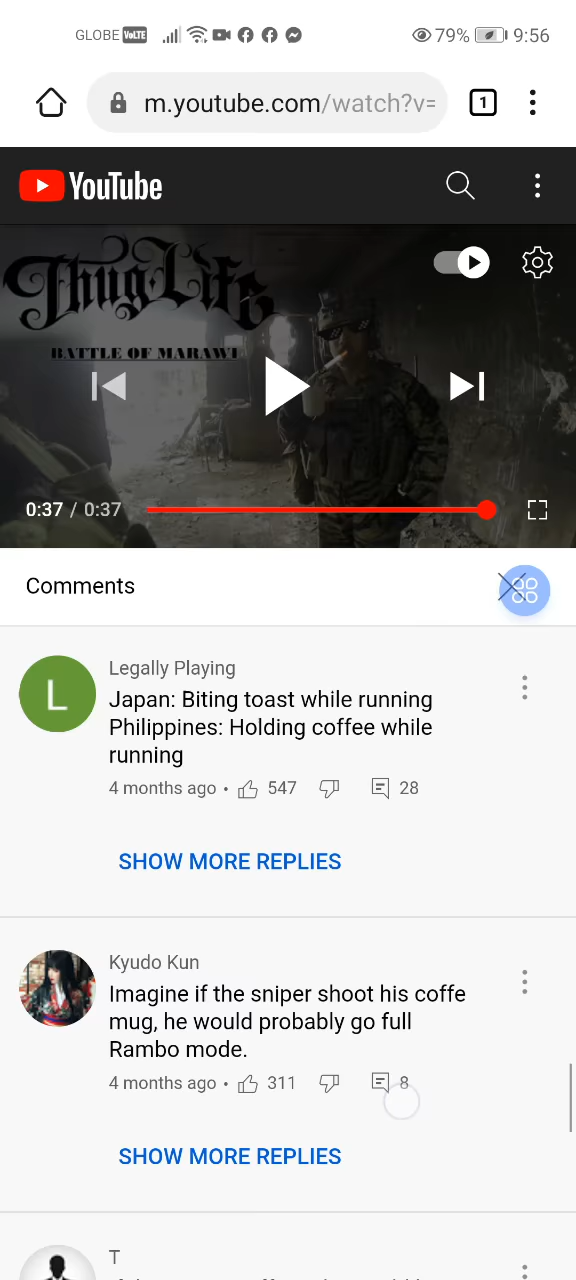 GLOBE VoLTE 79% 9:56
m.youtube.com/watch?v=
1
YouTube
Thug Life
BATTLE OF MARAWI
0:37 / 0:37
Comments
L
Legally Playing
Japan: Biting toast while running
Philippines: Holding coffee while
running
4 months ago • 547 28
SHOW MORE REPLIES
Kyudo Kun
Imagine if the sniper shoot his coffe
mug, he would probably go full
Rambo mode.
4 months ago • 311 8
SHOW MORE REPLIES
T